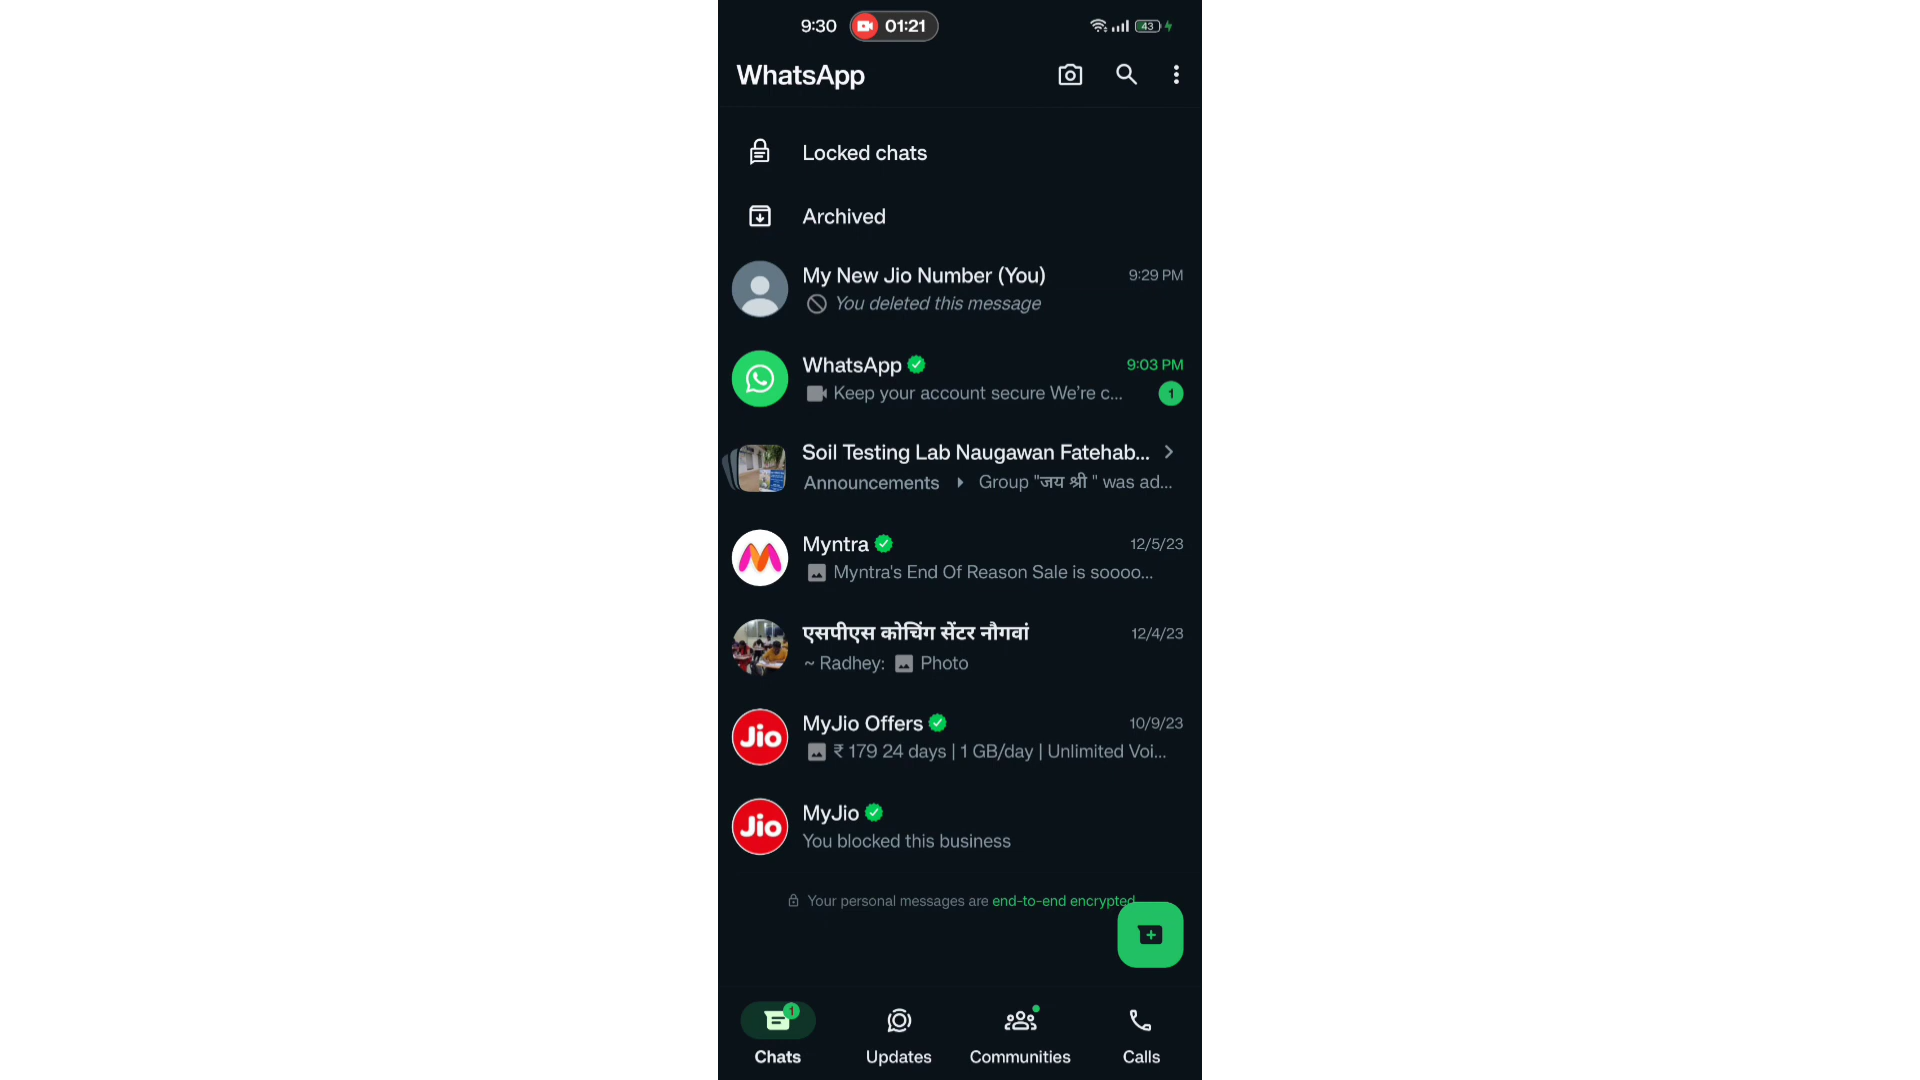 9:30 01:21 43
WhatsApp
Locked chats
Archived
My New Jio Number (You) 9:29 PM
You deleted this message
WhatsApp 9:03 PM
Keep your account secure We're c... 1
Soil Testing Lab Naugawan Fatehab...
Announcements Group "जय श्री " was ad...
Myntra 12/5/23
Myntra's End Of Reason Sale is soooo...
एसपीएस कोचिंग सेंटर नौगवां 12/4/23
~ Radhey: Photo
MyJio Offers 10/9/23
Jio ₹ 179 24 days | 1 GB/day | Unlimited Voi...
MyJio
Jio You blocked this business
Your personal messages are end-to-end encrypted
1
Chats Updates Communities Calls